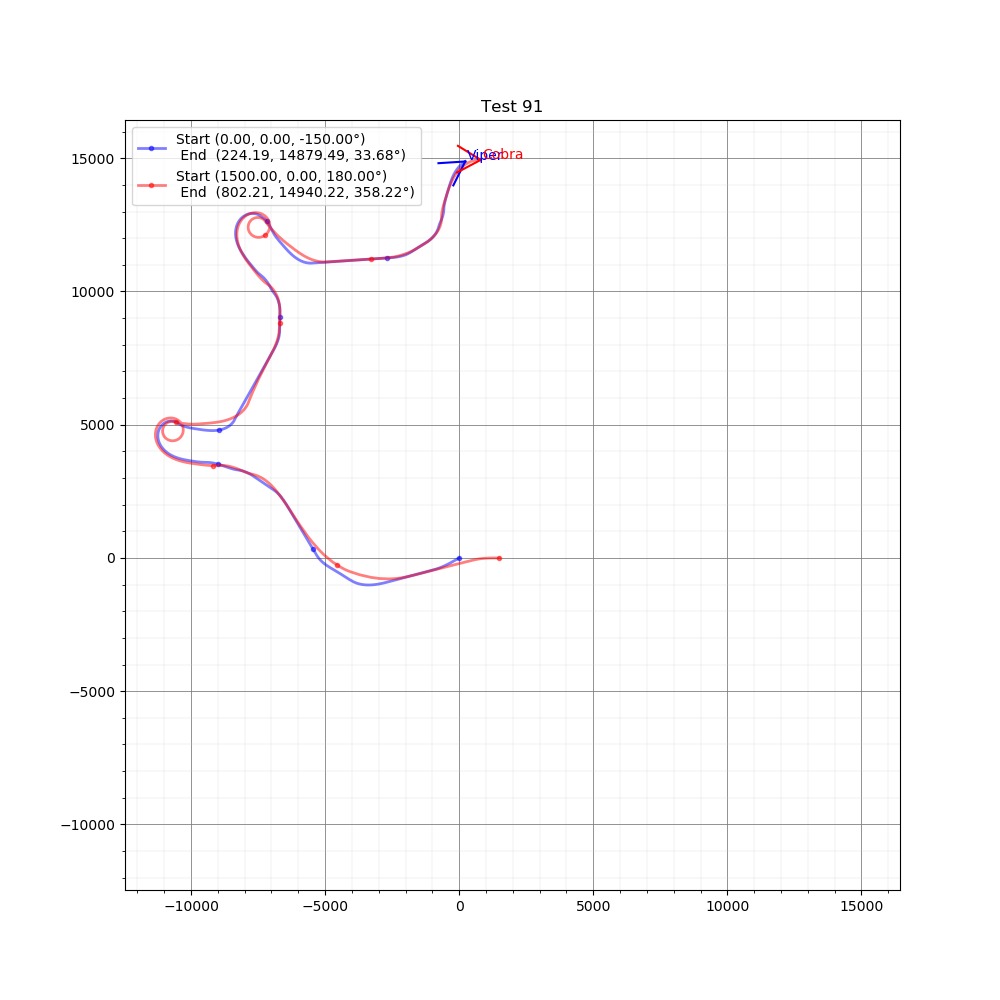 Test 91
Start (0.00, 0.00, -150.00°)
End (224.19, 14879.49, 33.68°)
Start (1500.00, 0.00, 180.00°)
End (802.21, 14940.22, 358.22°)
Viper
Cobra
15000
10000
5000
0
−5000
−10000
−10000
−5000
0
5000
10000
15000